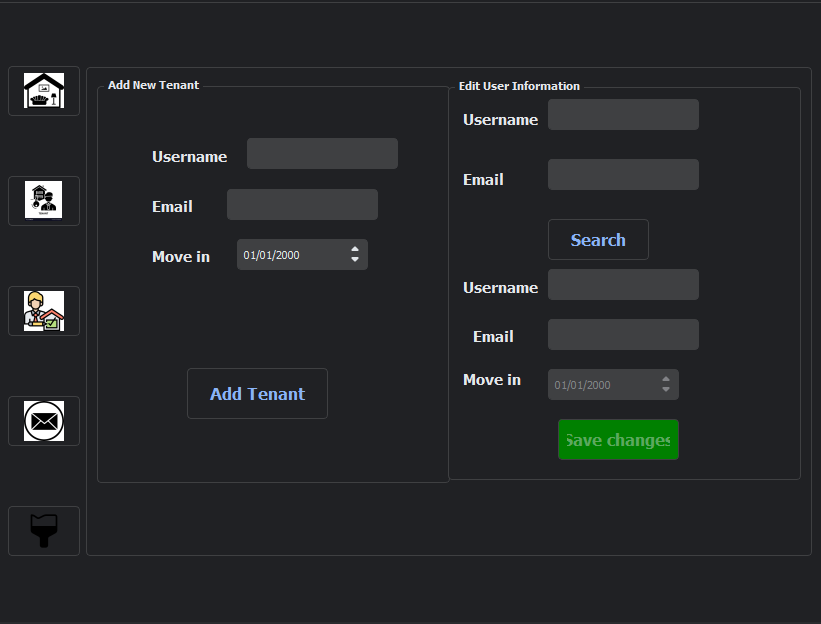 Add New Tenant
Username
Email
Move in
01/01/2000
Add Tenant
Edit User Information
Username
Email
Search
Username
Email
Move in
01/01/2000
Save changes